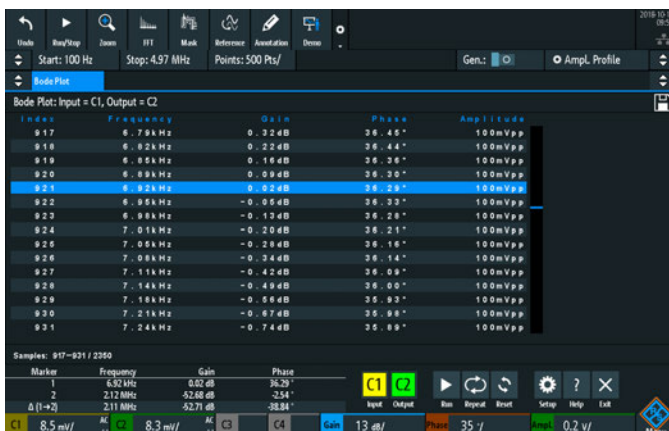 2018-10-1
09:5
Undo Run/Stop Zoom FFT Mask Reference Annotation Demo
Start: 100 Hz Stop: 4.97 MHz Points: 500 Pts/ Gen.: Ampl. Profile
Bode Plot
Bode Plot: Input = C1, Output = C2
Index Frequency Gain Phase Amplitude
917 6.79kHz 0.32dB 36.45° 100mVpp
918 6.82kHz 0.22dB 36.44° 100mVpp
919 6.85kHz 0.16dB 36.36° 100mVpp
920 6.89kHz 0.09dB 36.30° 100mVpp
921 6.92kHz 0.02dB 36.29° 100mVpp
922 6.95kHz -0.05dB 36.33° 100mVpp
923 6.98kHz -0.13dB 36.28° 100mVpp
924 7.01kHz -0.20dB 36.21° 100mVpp
925 7.05kHz -0.28dB 36.16° 100mVpp
926 7.08kHz -0.34dB 36.14° 100mVpp
927 7.11kHz -0.42dB 36.09° 100mVpp
928 7.14kHz -0.49dB 36.00° 100mVpp
929 7.18kHz -0.56dB 35.93° 100mVpp
930 7.21kHz -0.67dB 35.98° 100mVpp
931 7.24kHz -0.74dB 35.89° 100mVpp
Samples: 917-931 / 2350
Marker Frequency Gain Phase
1 6.92 kHz 0.02 dB 36.29 °
2 2.12 MHz -52.68 dB -2.54 °
Δ (1→2) 2.11 MHz -52.71 dB -38.84 °
C1 C2
Input Output Run Repeat Reset Setup Help Exit
C1 8.5 mV/ AC C2 8.3 mV/ AC C3 C4 Gain 13 dB/ Phase 35 °/ Ampl. 0.2 V/